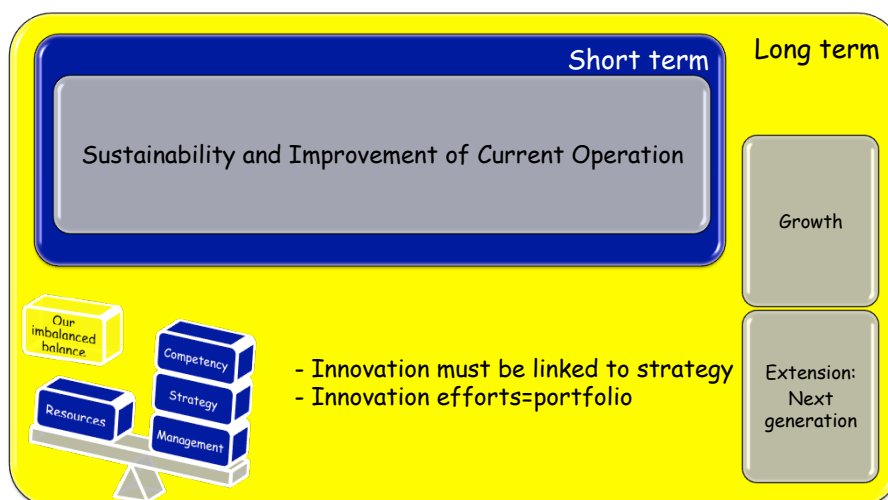 Short term
Long term
Sustainability and Improvement of Current Operation
Growth
Our
imbalanced
balance
Competency
Strategy
Management
Resources
- Innovation must be linked to strategy
- Innovation efforts=portfolio
Extension:
Next
generation